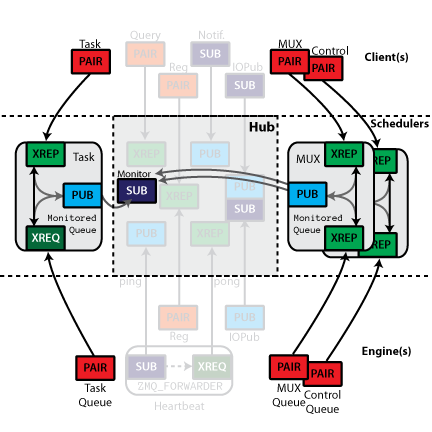 Query
Notif.
Task
Reg
IOPub
MUX
Control
PAIR
PAIR
SUB
PAIR
PAIR
PAIR
SUB
Client(s)
Hub
Schedulers
XREP
Task
XREP
PUB
MUX
XREP
REP
Monitor
SUB
PUB
XREP
PUB
PUB
SUB
Monitored
Queue
Monitored
Queue
XREQ
PUB
XREP
XREP
REP
ping
pong
PAIR
PUB
Reg
IOPub
Engine(s)
PAIR
SUB
XREQ
PAIR
PAIR
Task
Queue
ZMQ_FORWARDER
MUX
Queue
Control
Queue
Heartbeat